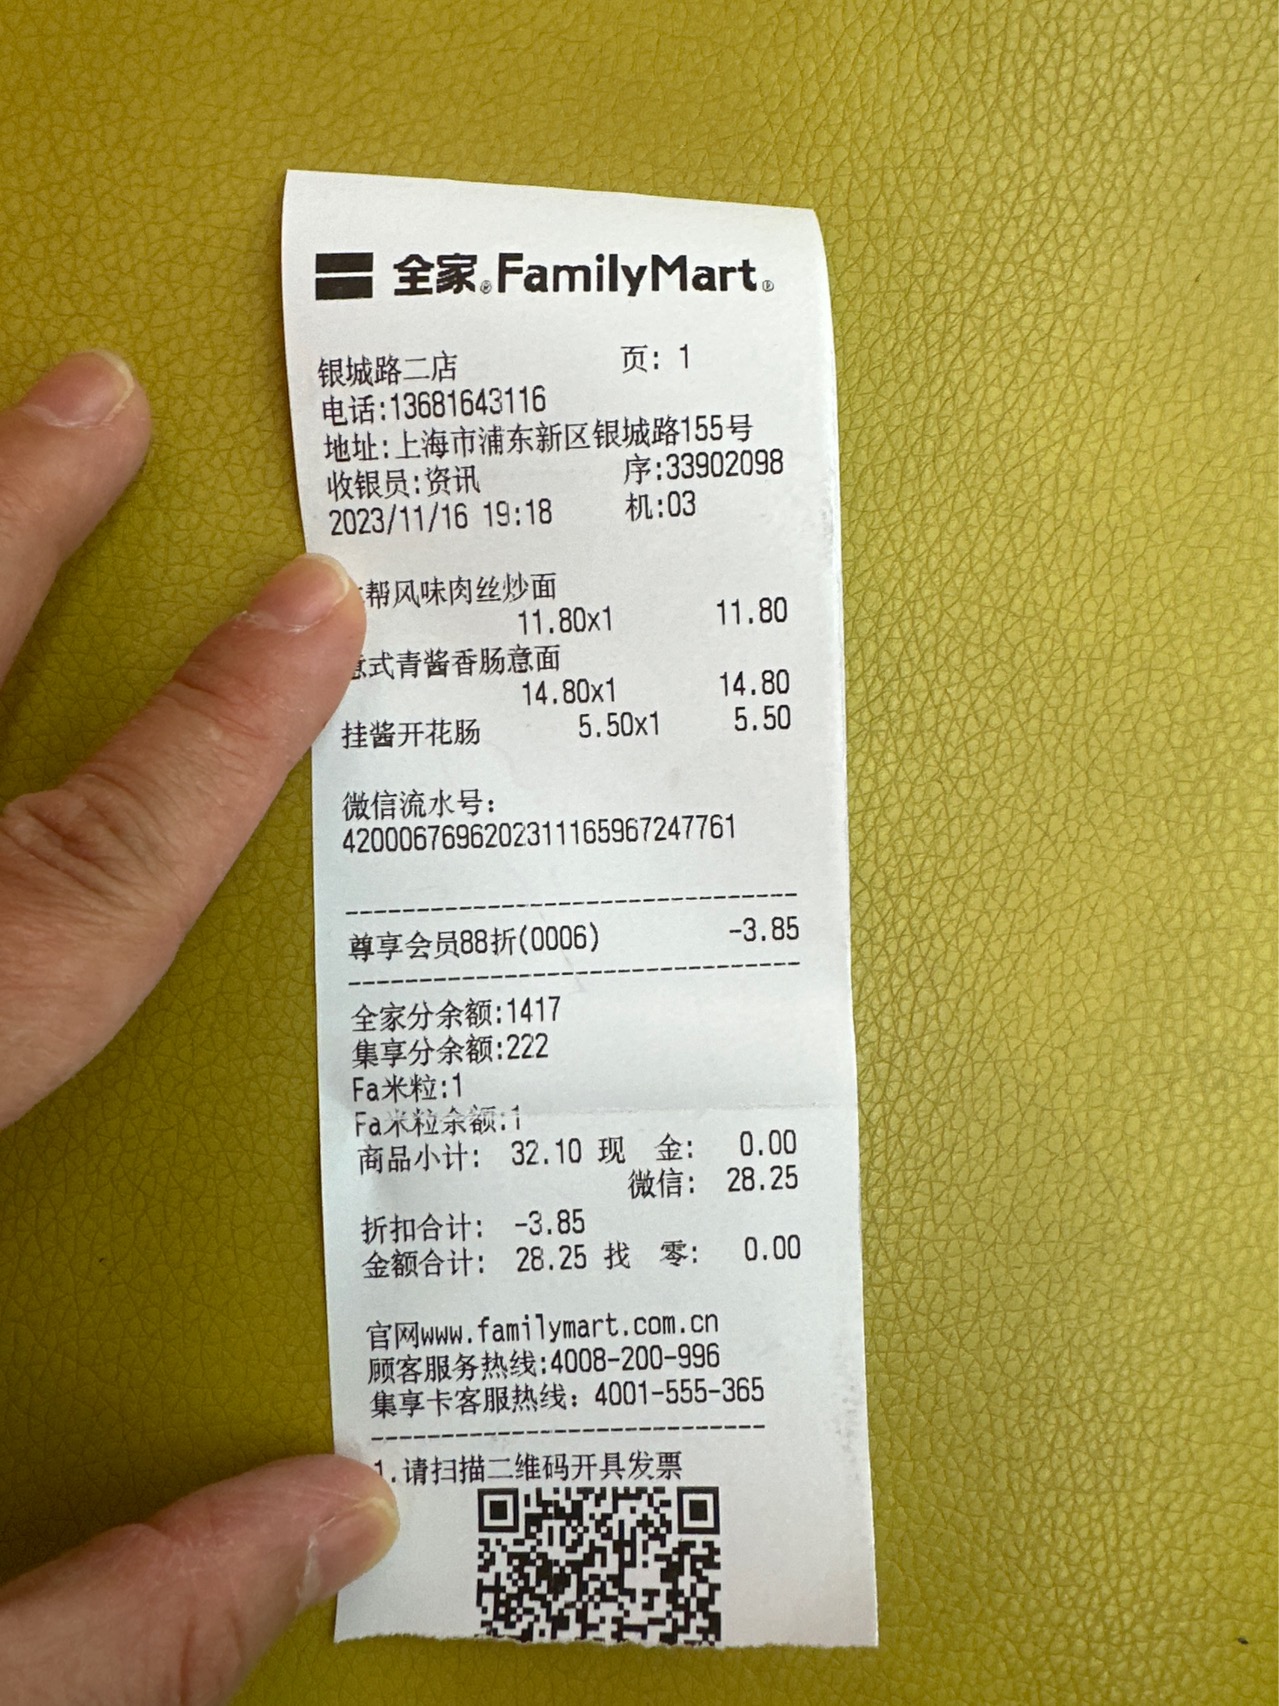 全家®FamilyMart®
银城路二店 页: 1
电话:13681643116
地址:上海市浦东新区银城路155号
收银员:资讯 序:33902098
2023/11/16 19:18 机:03
帮风味肉丝炒面
11.80x1 11.80
意式青酱香肠意面
14.80x1 14.80
挂酱开花肠 5.50x1 5.50
微信流水号:
4200067696202311165967247761
尊享会员88折(0006) -3.85
全家分余额:1417
集享分余额:222
Fa米粒:1
Fa米粒余额:1
商品小计: 32.10 现 金: 0.00
微信: 28.25
折扣合计: -3.85
金额合计: 28.25 找 零: 0.00
官网www.familymart.com.cn
顾客服务热线:4008-200-996
集享卡客服热线: 4001-555-365
1.请扫描二维码开具发票